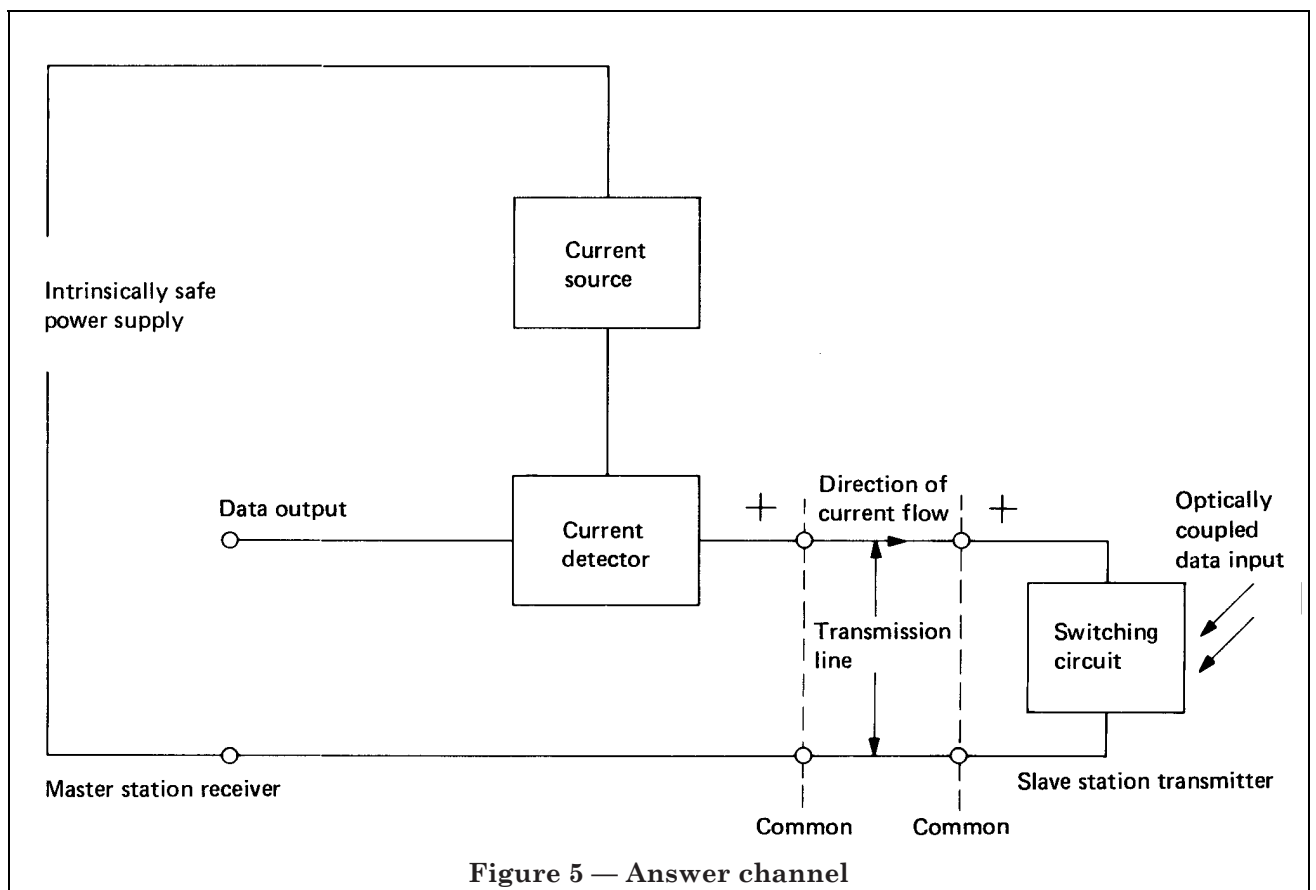 Current
source
Intrinsically safe
power supply
Data output
Current
detector
+
Direction of
current flow
+
Optically
coupled
data input
Transmission
line
Switching
circuit
Master station receiver
Slave station transmitter
Common
Common
Figure 5 — Answer channel